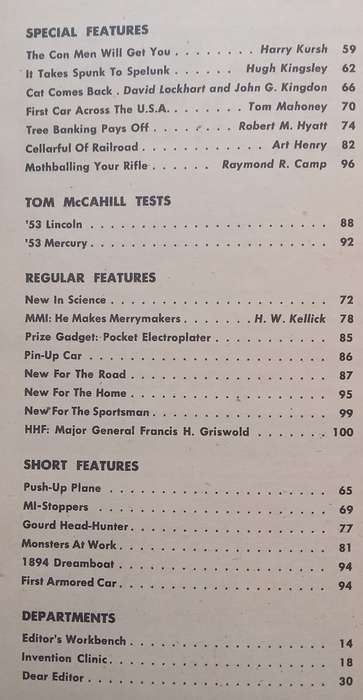 SPECIAL FEATURES
The Con Men Will Get You . . . . . . . . Harry Kursh 59
It Takes Spunk To Spelunk . . . . . . Hugh Kingsley 62
Cat Comes Back . David Lockhart and John G. Kingdon 66
First Car Across The U.S.A. . . . . . . . Tom Mahoney 70
Tree Banking Pays Off . . . . . . . . Robert M. Hyatt 74
Cellarful Of Railroad . . . . . . . . . . . . Art Henry 82
Mothballing Your Rifle . . . . . . Raymond R. Camp 96
TOM McCAHILL TESTS
'53 Lincoln . . . . . . . . . . . . . . . . . . . . 88
'53 Mercury . . . . . . . . . . . . . . . . . . . . 92
REGULAR FEATURES
New In Science . . . . . . . . . . . . . . . . . . 72
MMI: He Makes Merrymakers . . . . . . . H. W. Kellick 78
Prize Gadget: Pocket Electroplater . . . . . . . . . . 85
Pin-Up Car . . . . . . . . . . . . . . . . . . . . 86
New For The Road . . . . . . . . . . . . . . . . 87
New For The Home . . . . . . . . . . . . . . . . 95
New For The Sportsman . . . . . . . . . . . . . . 99
HHF: Major General Francis H. Griswold . . . . . . 100
SHORT FEATURES
Push-Up Plane . . . . . . . . . . . . . . . . . . 65
MI-Stoppers . . . . . . . . . . . . . . . . . . . 69
Gourd Head-Hunter . . . . . . . . . . . . . . . . 77
Monsters At Work . . . . . . . . . . . . . . . . . 81
1894 Dreamboat . . . . . . . . . . . . . . . . . 94
First Armored Car . . . . . . . . . . . . . . . . . 94
DEPARTMENTS
Editor's Workbench . . . . . . . . . . . . . . . . 14
Invention Clinic . . . . . . . . . . . . . . . . . . 18
Dear Editor . . . . . . . . . . . . . . . . . . . 30